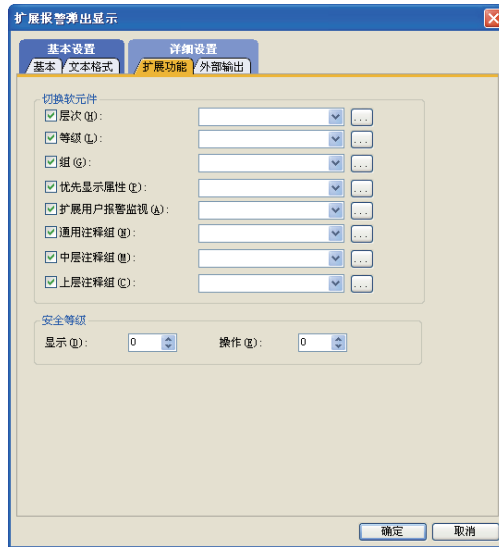 扩展报警弹出显示
基本设置 详细设置
基本 文本格式 扩展功能 外部输出
切换软元件
层次(H): ...
等级(L): ...
组(G): ...
优先显示属性(P): ...
扩展用户报警监视(A): ...
通用注释组(N): ...
中层注释组(M): ...
上层注释组(C): ...
安全等级
显示(D): 0 操作(E): 0
确定 取消